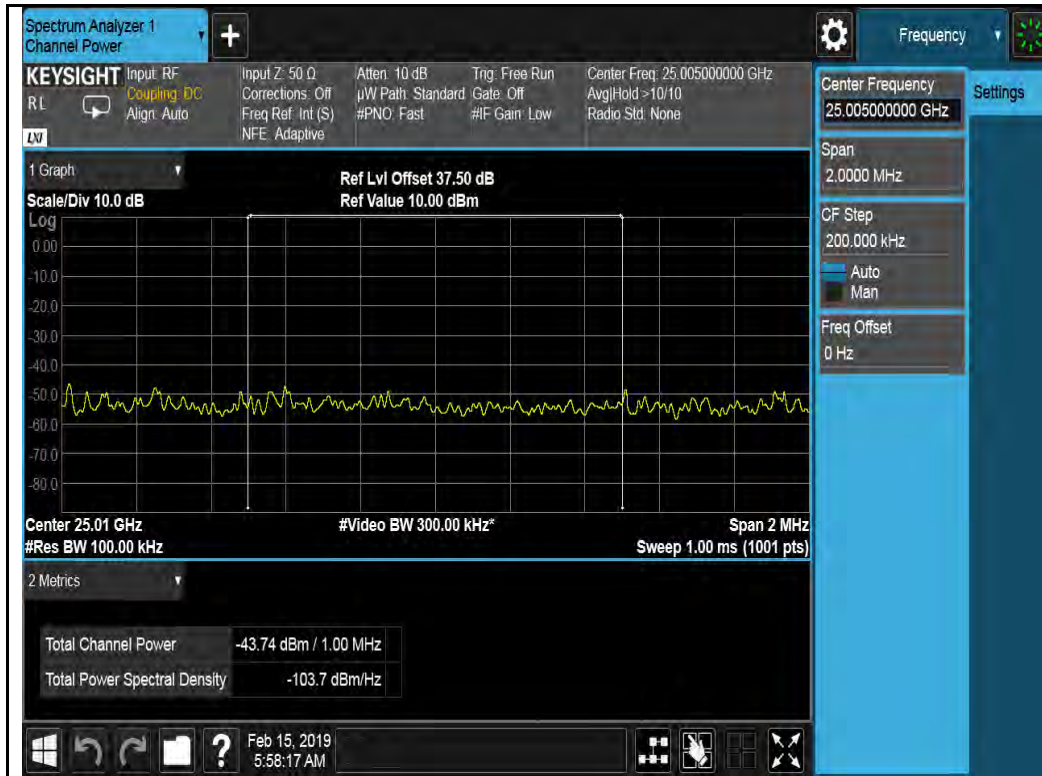 Spectrum Analyzer 1
Channel Power
+
Frequency
KEYSIGHT
RL
LXI
Input: RF
Coupling: DC
Align: Auto
Input Z: 50 Ω
Corrections: Off
Freq Ref: Int (S)
NFE: Adaptive
Atten: 10 dB
µW Path: Standard
#PNO: Fast
Trig: Free Run
Gate: Off
#IF Gain: Low
Center Freq: 25.005000000 GHz
Avg|Hold >10/10
Radio Std: None
1 Graph
Scale/Div 10.0 dB
Ref Lvl Offset 37.50 dB
Ref Value 10.00 dBm
Log
0.00
-10.0
-20.0
-30.0
-40.0
-50.0
-60.0
-70.0
-80.0
Center 25.01 GHz
#Video BW 300.00 kHz*
Span 2 MHz
#Res BW 100.00 kHz
Sweep 1.00 ms (1001 pts)
2 Metrics
Total Channel Power -43.74 dBm / 1.00 MHz
Total Power Spectral Density -103.7 dBm/Hz
?
Feb 15, 2019
5:58:17 AM
Center Frequency
25.005000000 GHz
Settings
Span
2.0000 MHz
CF Step
200.000 kHz
Auto
Man
Freq Offset
0 Hz